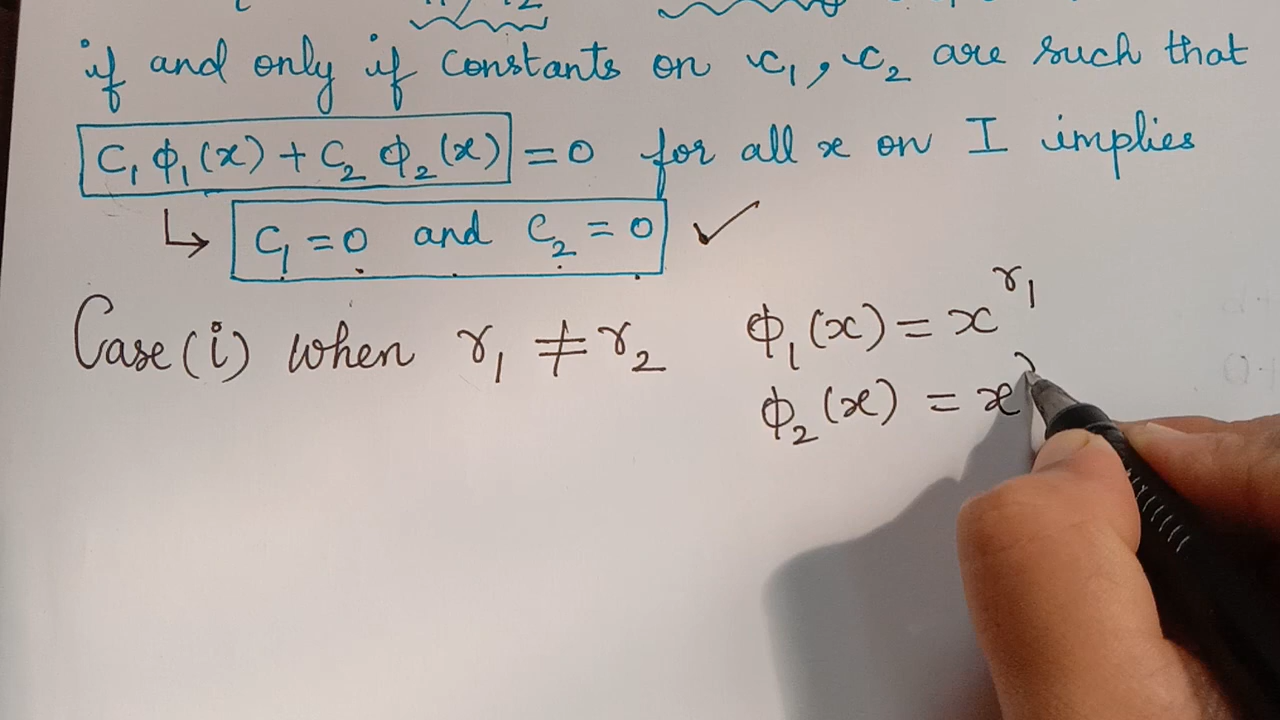 if and only if constants on c₁, c₂ are such that
C₁ ϕ₁(x) + C₂ ϕ₂(x) = 0 for all x on I implies
↳ C₁ = 0 and C₂ = 0 ✓
Case(i) when r₁ ≠ r₂ ϕ₁(x) = x^r₁
ϕ₂(x) = x